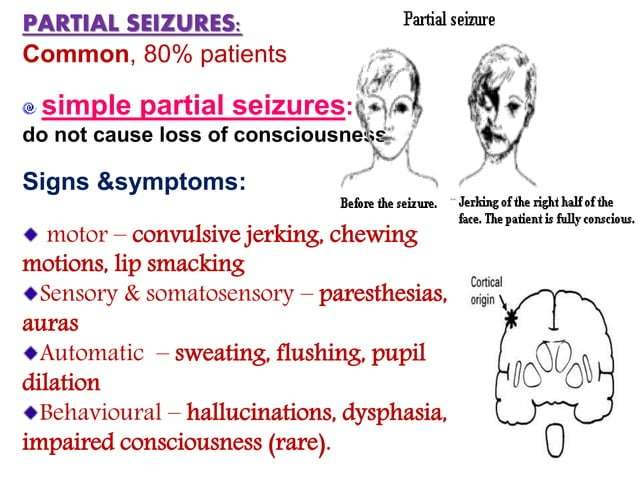 PARTIAL SEIZURES:
Common, 80% patients
simple partial seizures:
do not cause loss of consciousness
Signs &symptoms:
motor – convulsive jerking, chewing
motions, lip smacking
Sensory & somatosensory – paresthesias,
auras
Automatic – sweating, flushing, pupil
dilation
Behavioural – hallucinations, dysphasia,
impaired consciousness (rare).
Partial seizure
Before the seizure.
Jerking of the right half of the
face. The patient is fully conscious.
Cortical
origin